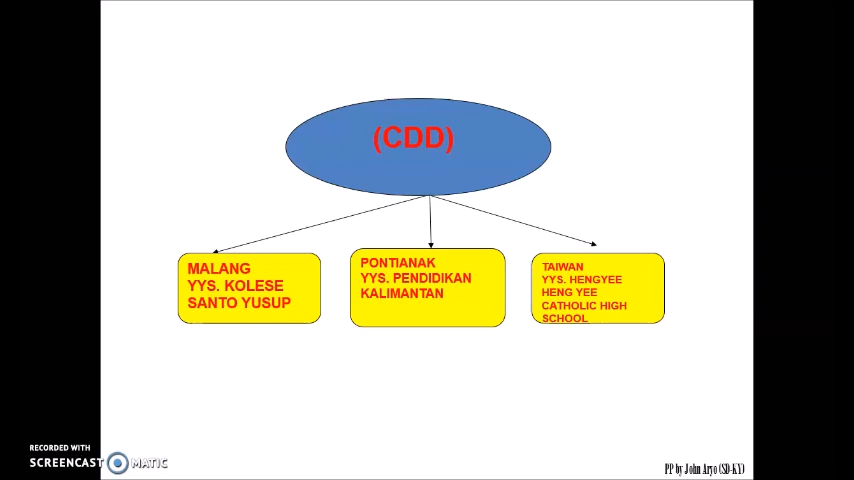 (CDD)
MALANG
YYS. KOLESE
SANTO YUSUP
PONTIANAK
YYS. PENDIDIKAN
KALIMANTAN
TAIWAN
YYS. HENGYEE
HENG YEE
CATHOLIC HIGH
SCHOOL
RECORDED WITH
SCREENCAST MATIC
PP by John Aryo (SD-KY)